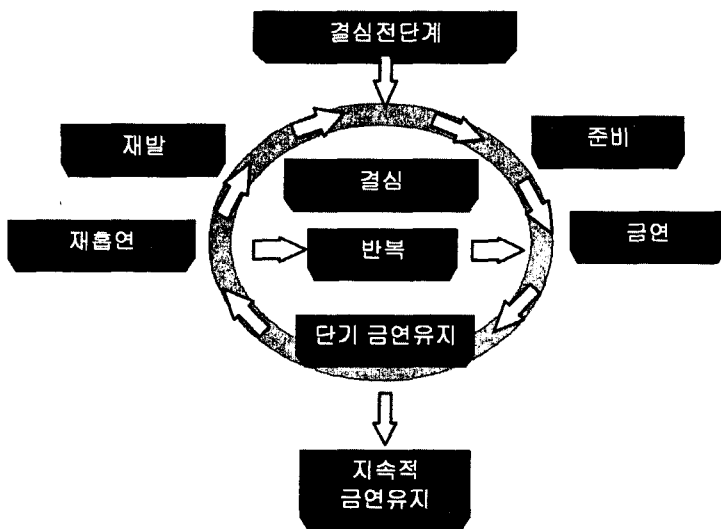 결심전단계
재발
준비
결심
재흡연
반복
금연
단기 금연유지
지속적
금연유지